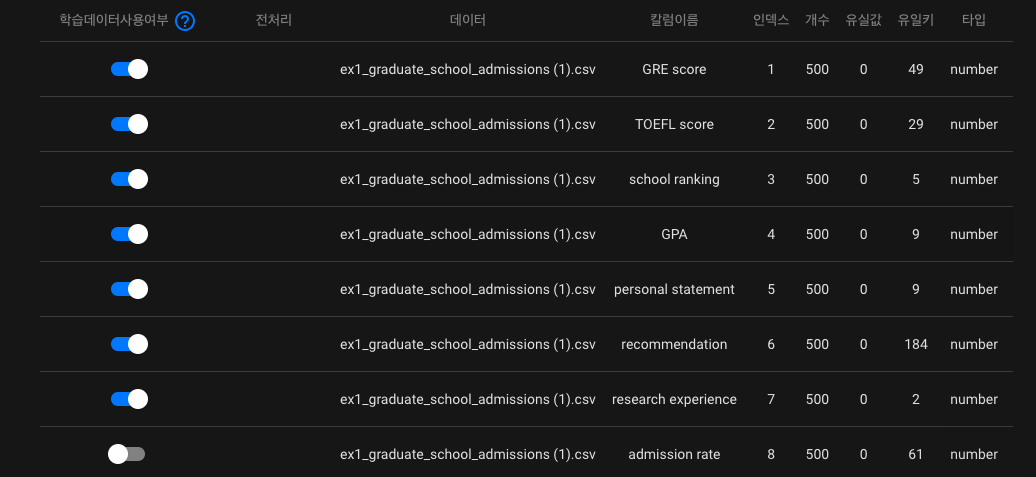 학습데이터사용여부 ? 전처리 데이터 칼럼이름 인덱스 개수 유실값 유일키 타입
ex1_graduate_school_admissions (1).csv GRE score 1 500 0 49 number
ex1_graduate_school_admissions (1).csv TOEFL score 2 500 0 29 number
ex1_graduate_school_admissions (1).csv school ranking 3 500 0 5 number
ex1_graduate_school_admissions (1).csv GPA 4 500 0 9 number
ex1_graduate_school_admissions (1).csv personal statement 5 500 0 9 number
ex1_graduate_school_admissions (1).csv recommendation 6 500 0 184 number
ex1_graduate_school_admissions (1).csv research experience 7 500 0 2 number
ex1_graduate_school_admissions (1).csv admission rate 8 500 0 61 number